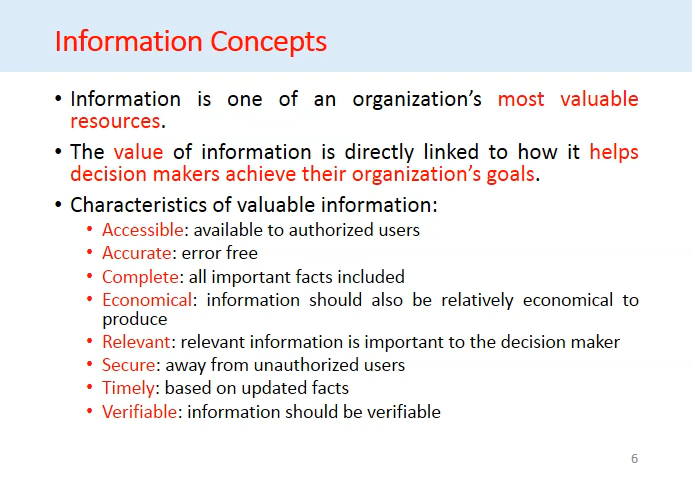 Information Concepts
• Information is one of an organization's most valuable
resources.
• The value of information is directly linked to how it helps
decision makers achieve their organization's goals.
• Characteristics of valuable information:
• Accessible: available to authorized users
• Accurate: error free
• Complete: all important facts included
• Economical: information should also be relatively economical to
produce
• Relevant: relevant information is important to the decision maker
• Secure: away from unauthorized users
• Timely: based on updated facts
• Verifiable: information should be verifiable
6